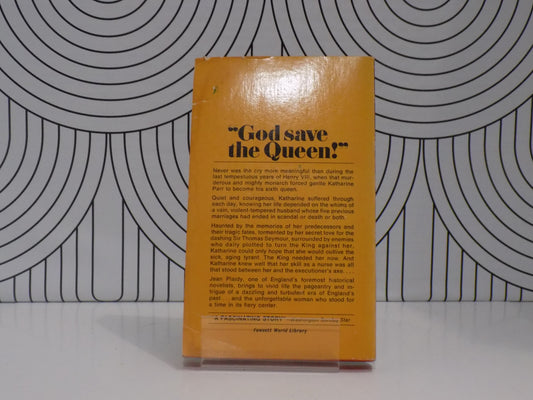 "God save
the Queen!"
Never was the cry more meaningful than during the
last tempestuous years of Henry VIII, when that mur-
derous and mighty monarch forced gentle Katharine
Parr to become his sixth queen.
Quiet and courageous, Katharine suffered through
each day, knowing her life depended on the whims of
a vain, violent-tempered husband whose five previous
marriages had ended in scandal or death or both.
Haunted by the memories of her predecessors and
their tragic fates, tormented by her secret love for the
dashing Sir Thomas Seymour, surrounded by enemies
who daily plotted to turn the King against her,
Katharine could only hope that she would outlive the
sick, aging tyrant. The King needed her now. And
Katharine knew well that her skill as a nurse was all
that stood between her and the executioner's axe. . . .
Jean Plaidy, one of England's foremost historical
novelists, brings to vivid life the pageantry and in-
trigue of a dazzling and turbulent era of England's
past . . . and the unforgettable woman who stood for
a time in its fiery center.
"A FASCINATING STORY" Star
Fawcett World Library